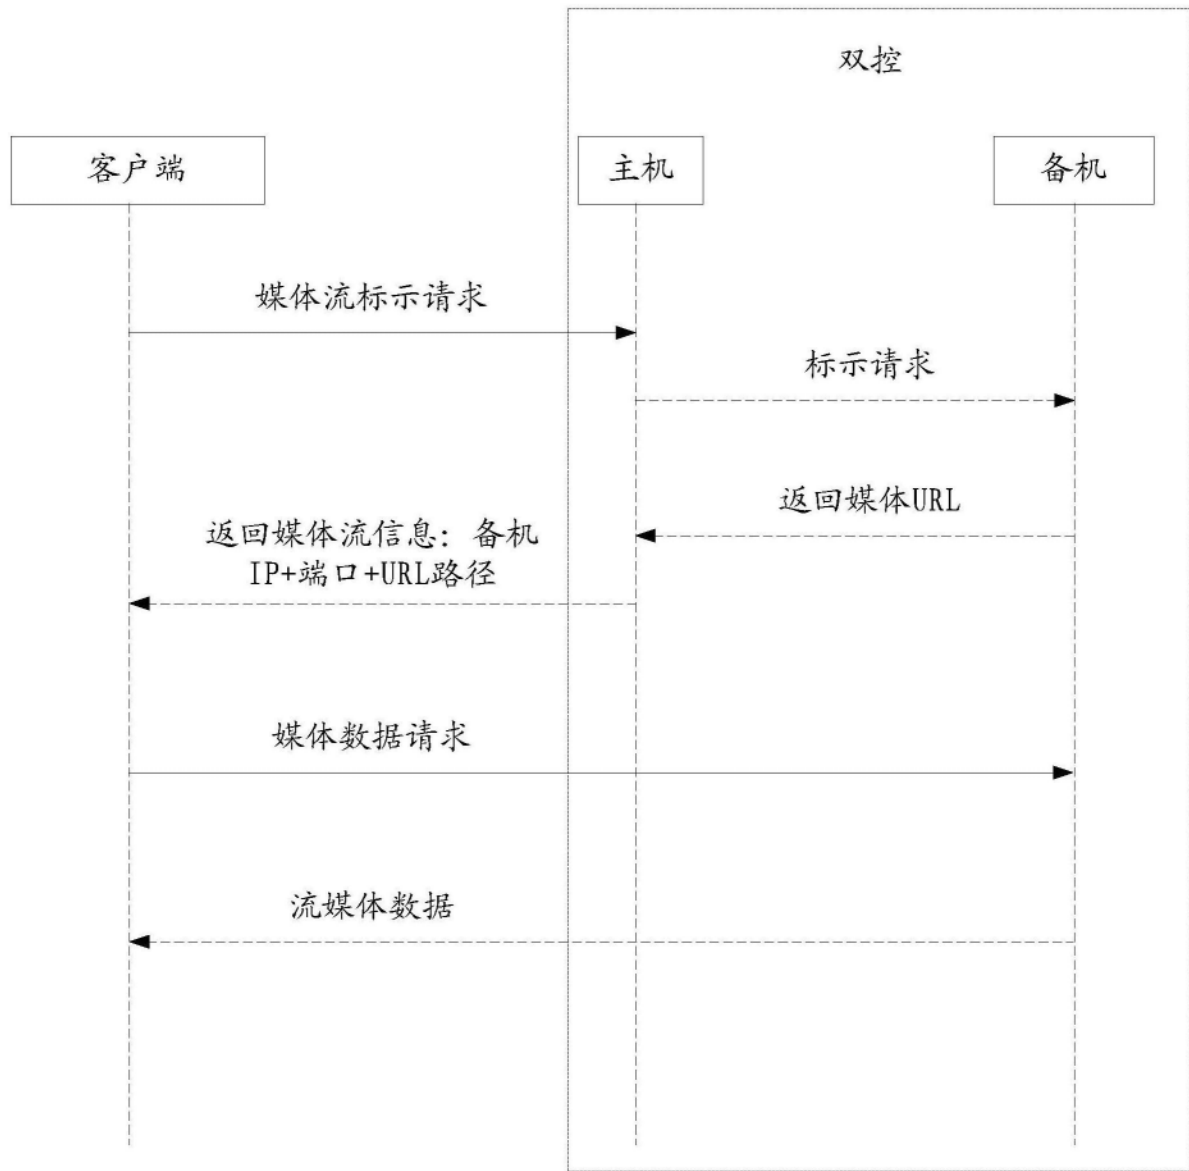 双控
客户端
主机
备机
媒体流标示请求
标示请求
返回媒体URL
返回媒体流信息：备机
IP+端口+URL路径
媒体数据请求
流媒体数据